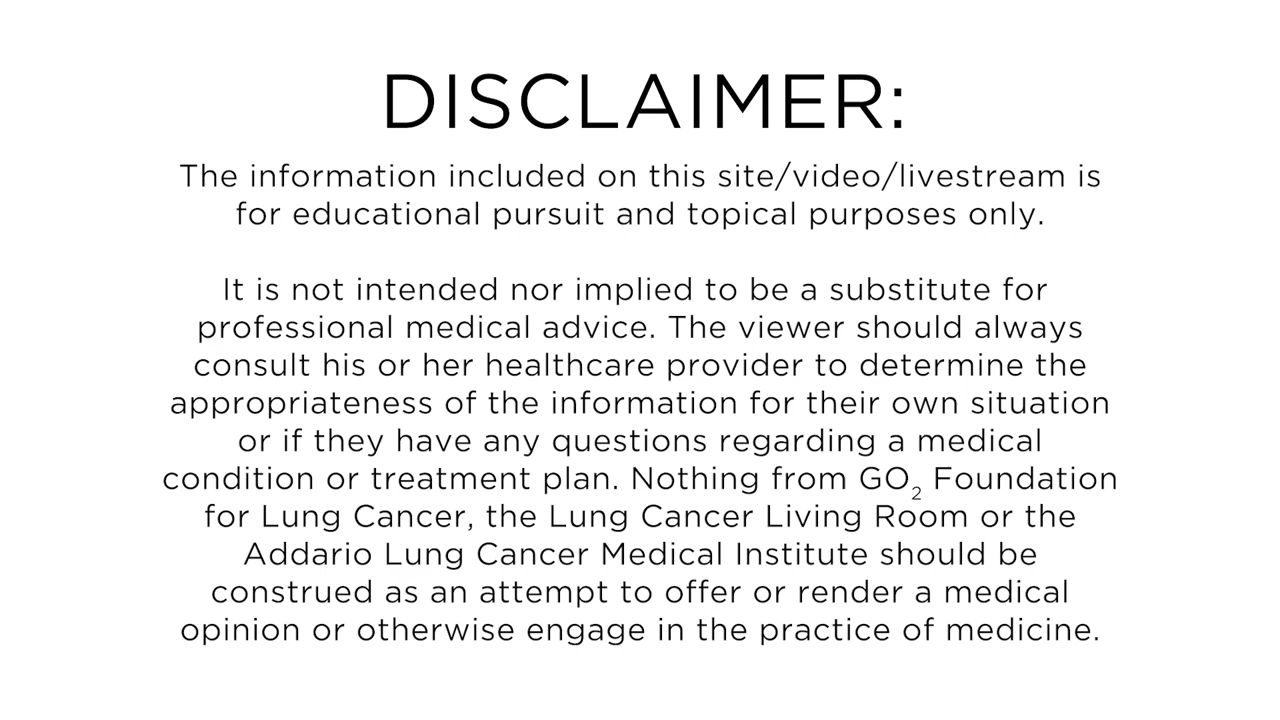 DISCLAIMER:
The information included on this site/video/livestream is
for educational pursuit and topical purposes only.
It is not intended nor implied to be a substitute for
professional medical advice. The viewer should always
consult his or her healthcare provider to determine the
appropriateness of the information for their own situation
or if they have any questions regarding a medical
condition or treatment plan. Nothing from GO₂ Foundation
for Lung Cancer, the Lung Cancer Living Room or the
Addario Lung Cancer Medical Institute should be
construed as an attempt to offer or render a medical
opinion or otherwise engage in the practice of medicine.